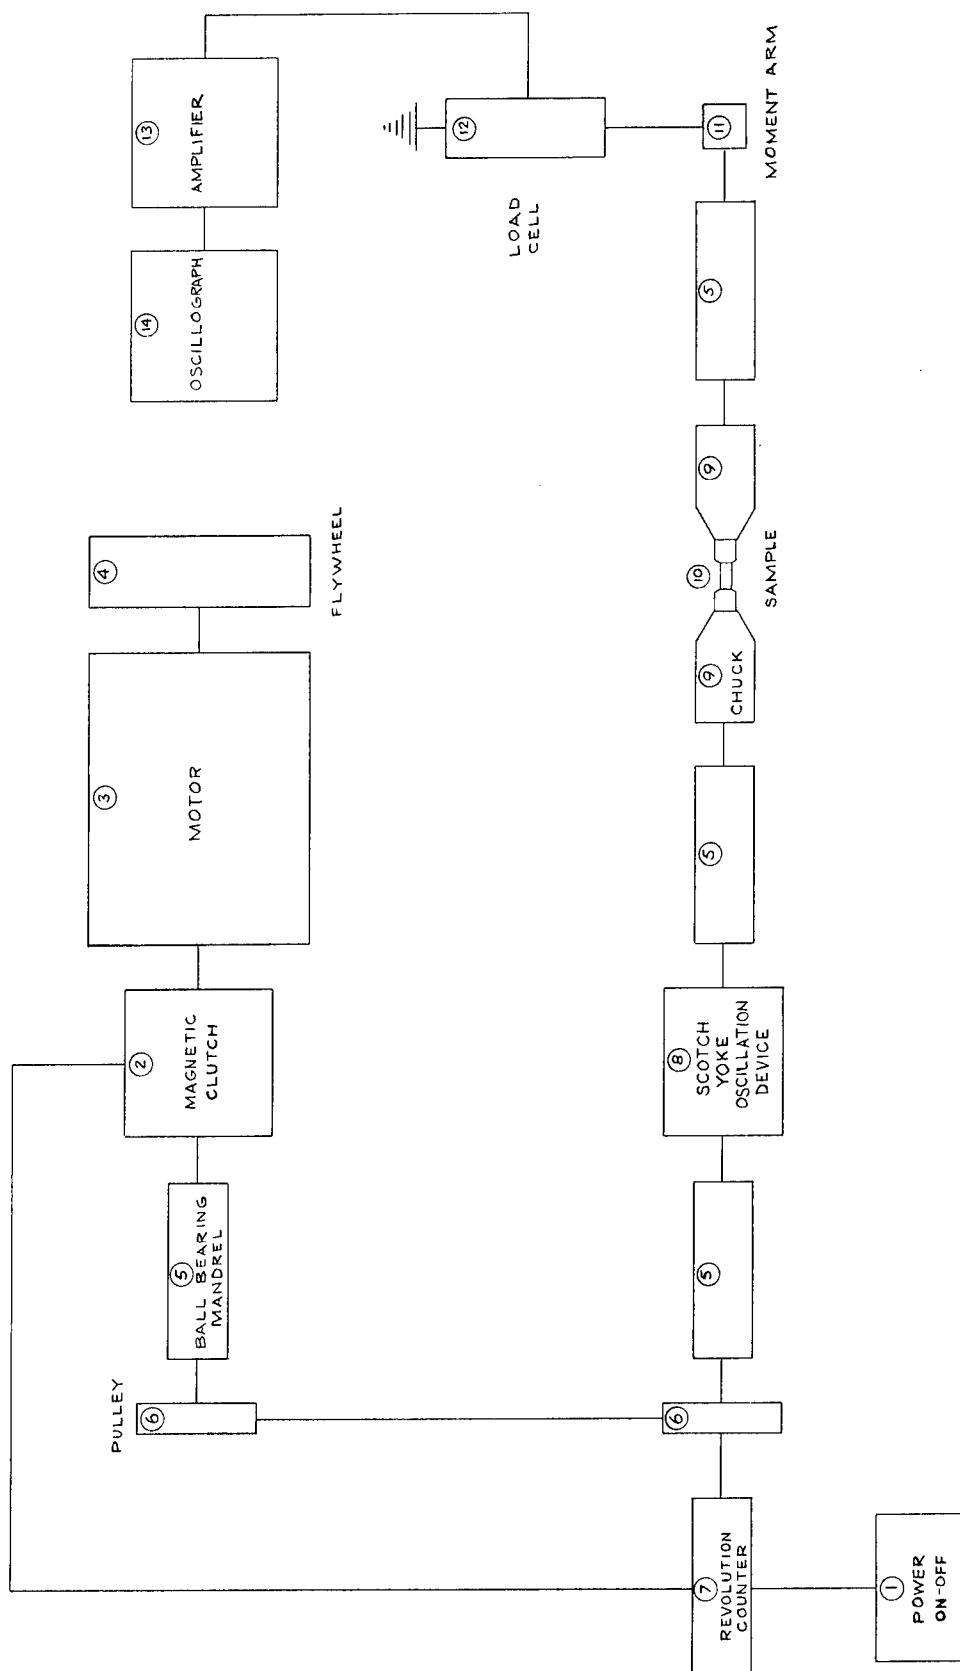 1
POWER
ON-OFF
2
MAGNETIC
CLUTCH
3
MOTOR
4
FLYWHEEL
5
BALL BEARING
MANDREL
PULLEY
6
6
7
REVOLUTION
COUNTER
5
8
SCOTCH
YOKE
OSCILLATION
DEVICE
5
9
CHUCK
10
SAMPLE
9
5
11
MOMENT ARM
12
LOAD
CELL
13
AMPLIFIER
14
OSCILLOGRAPH